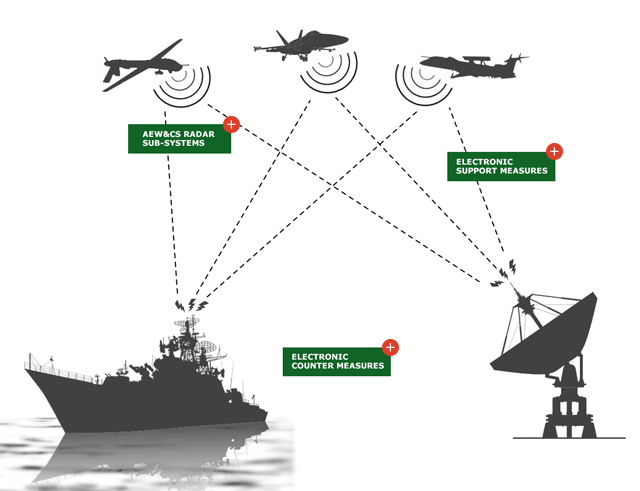 AEW&CS RADAR
SUB-SYSTEMS
ELECTRONIC
SUPPORT MEASURES
ELECTRONIC
COUNTER MEASURES